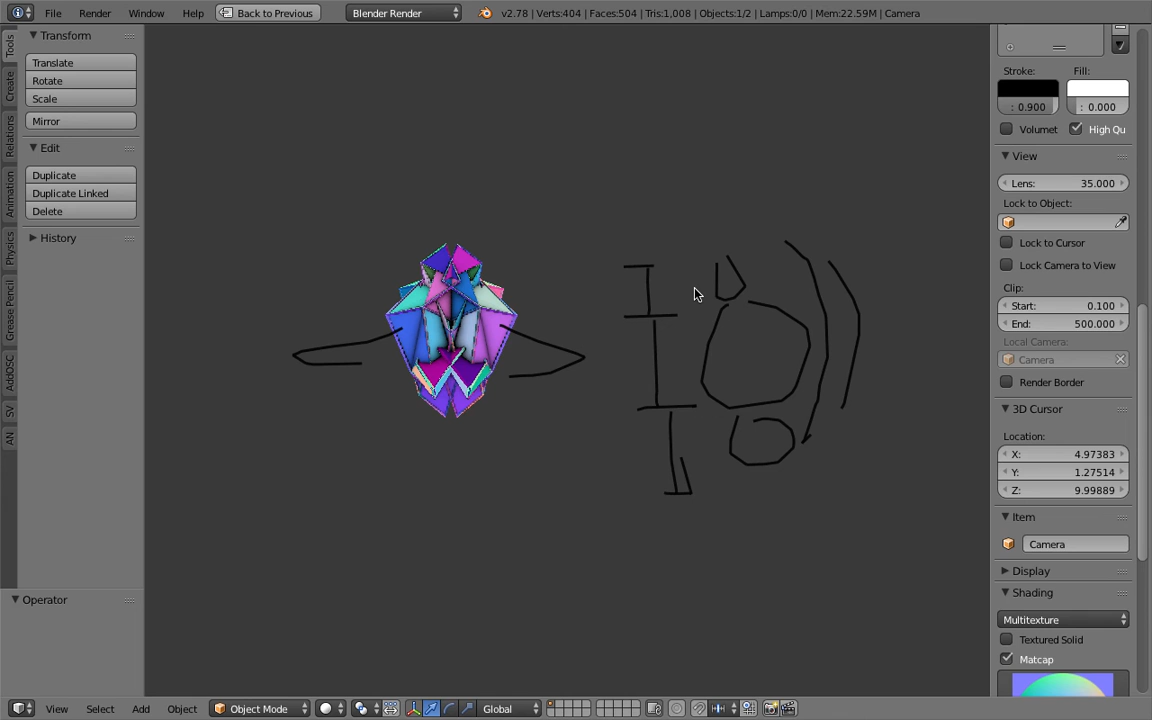 File Render Window Help Back to Previous Blender Render v2.78 | Verts:404 | Faces:504 | Tris:1,008 | Objects:1/2 | Lamps:0/0 | Mem:22.59M | Camera
Tools
Create
Relations
Animation
Physics
Grease Pencil
AddOSC
SV
AN
Transform
Translate
Rotate
Scale
Mirror
Edit
Duplicate
Duplicate Linked
Delete
History
Operator
Stroke: Fill:
: 0.900 : 0.000
Volumet High Qu
View
Lens: 35.000
Lock to Object:
Lock to Cursor
Lock Camera to View
Clip:
Start: 0.100
End: 500.000
Local Camera:
Camera
Render Border
3D Cursor
Location:
X: 4.97383
Y: 1.27514
Z: 9.99889
Item
Camera
Display
Shading
Multitexture
Textured Solid
Matcap
View Select Add Object Object Mode Global